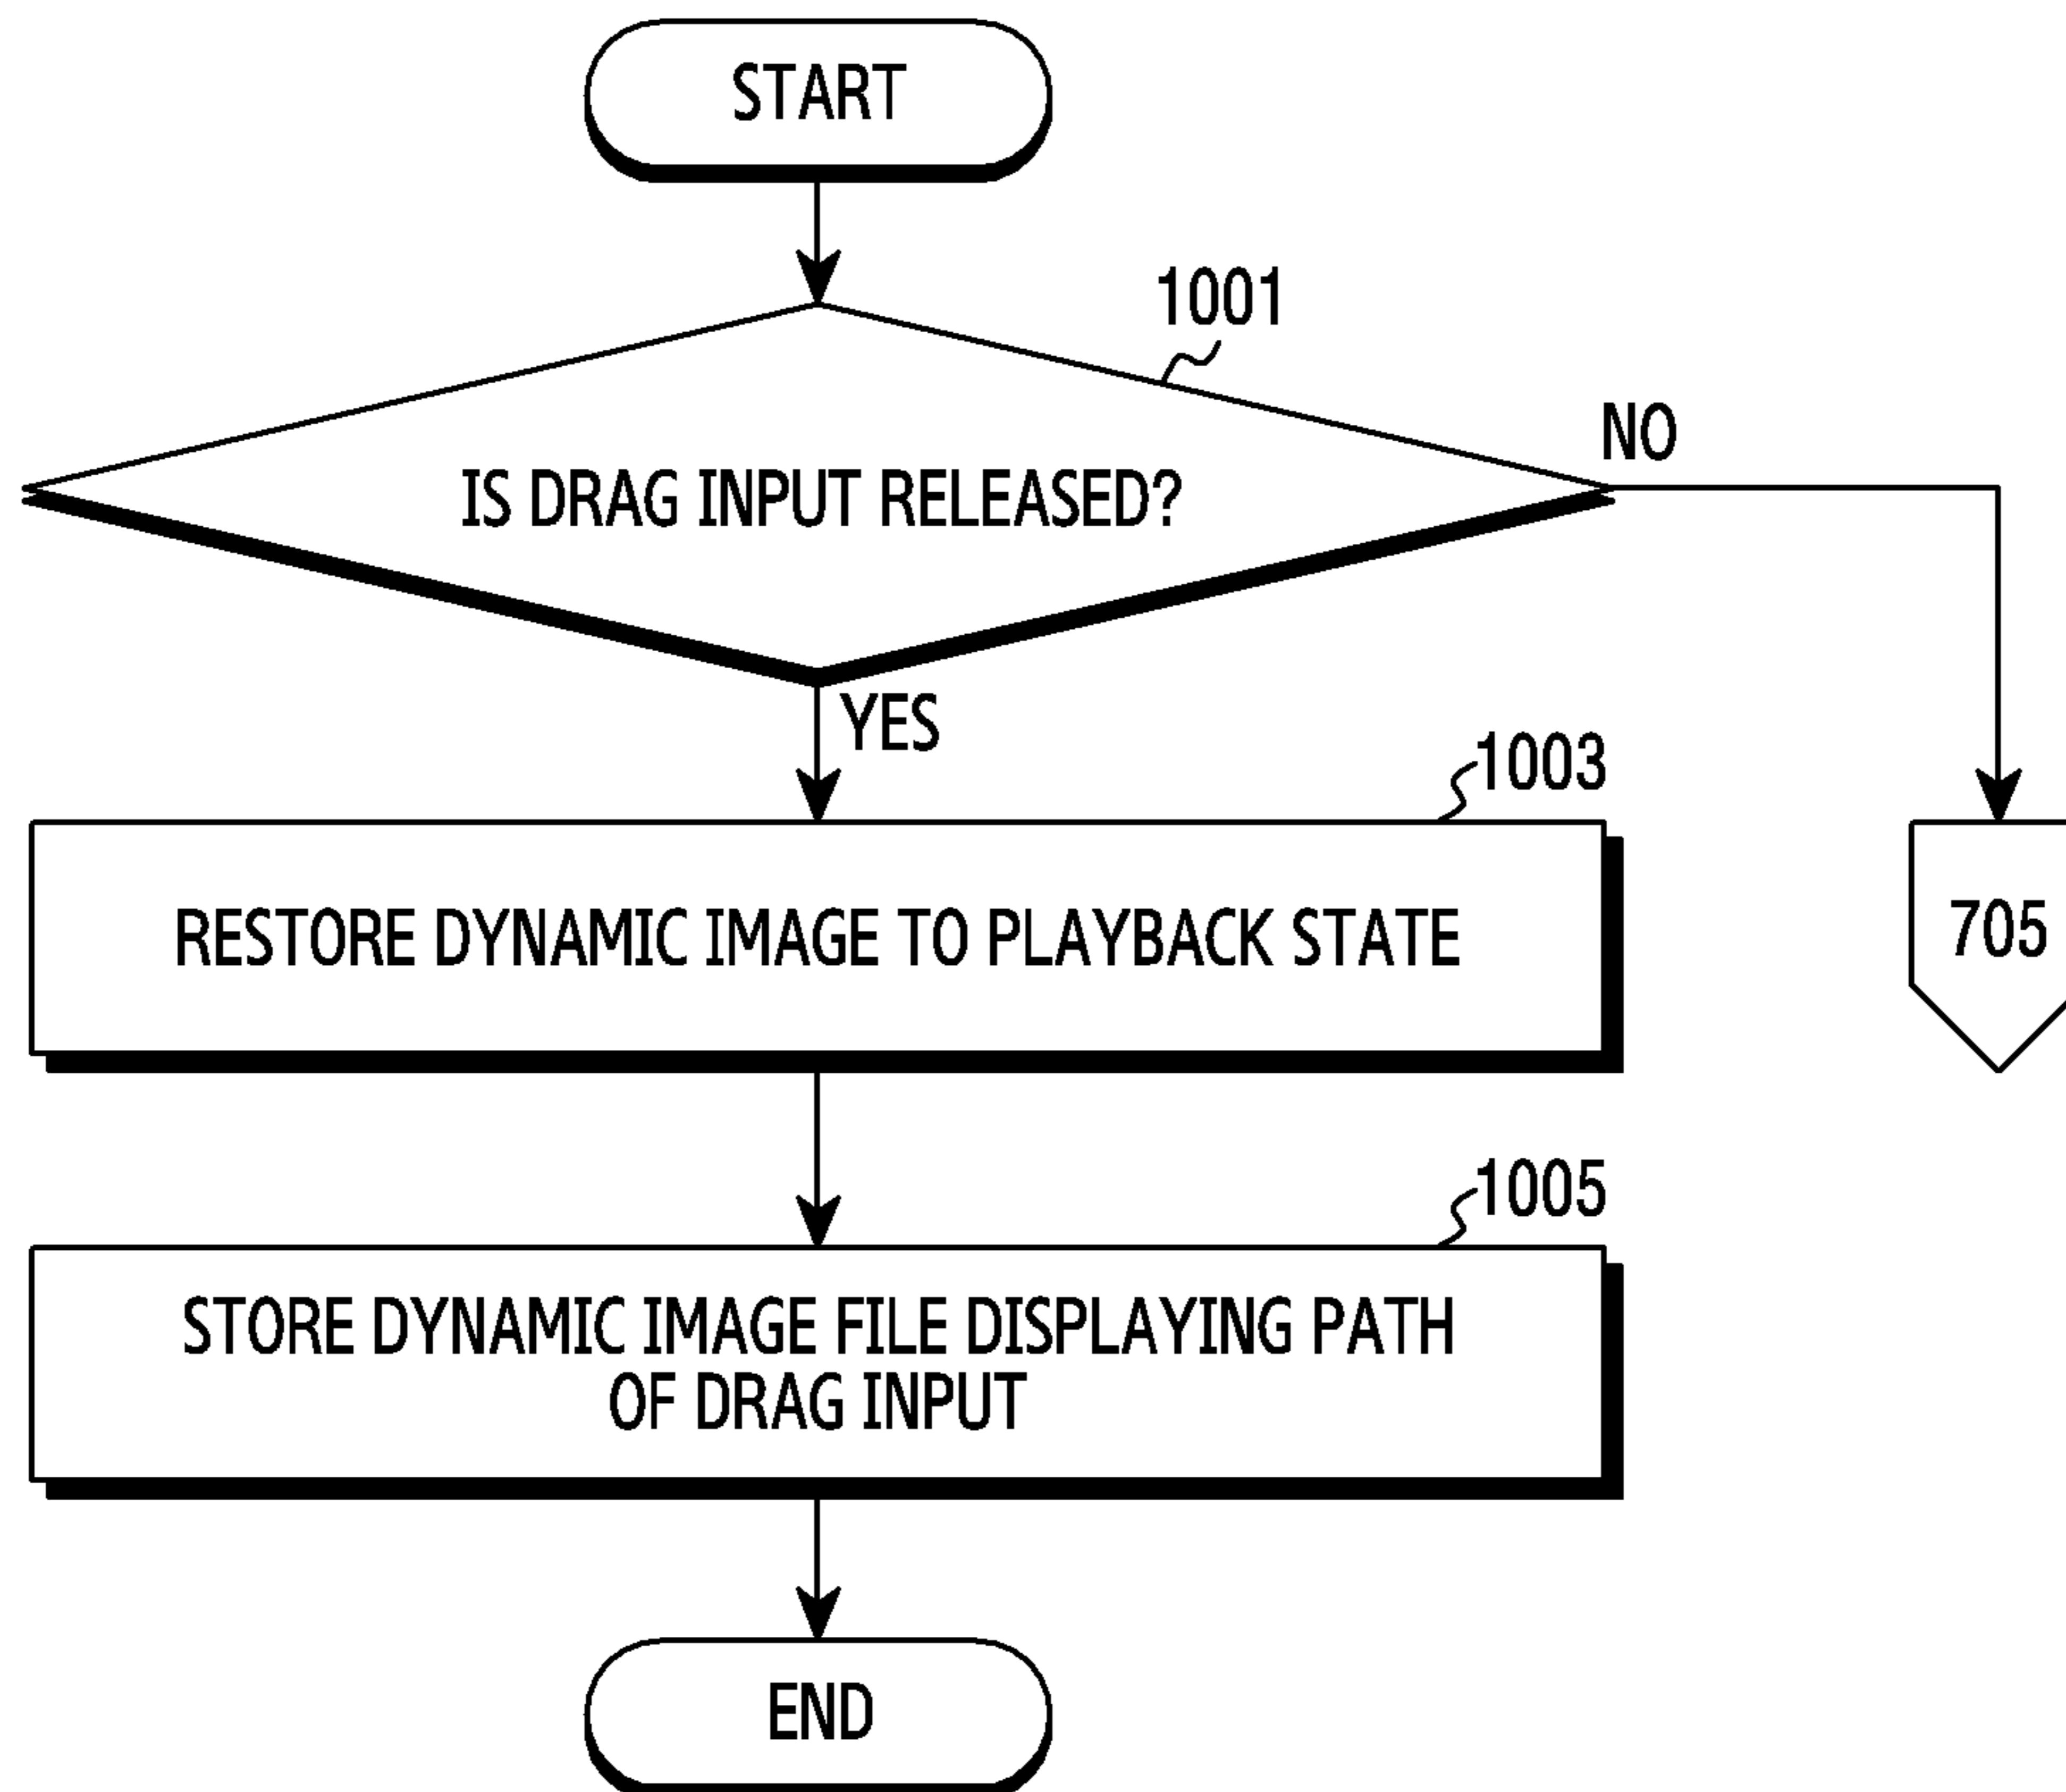 START
1001
NO
IS DRAG INPUT RELEASED?
YES
1003
RESTORE DYNAMIC IMAGE TO PLAYBACK STATE
705
1005
STORE DYNAMIC IMAGE FILE DISPLAYING PATH
OF DRAG INPUT
END